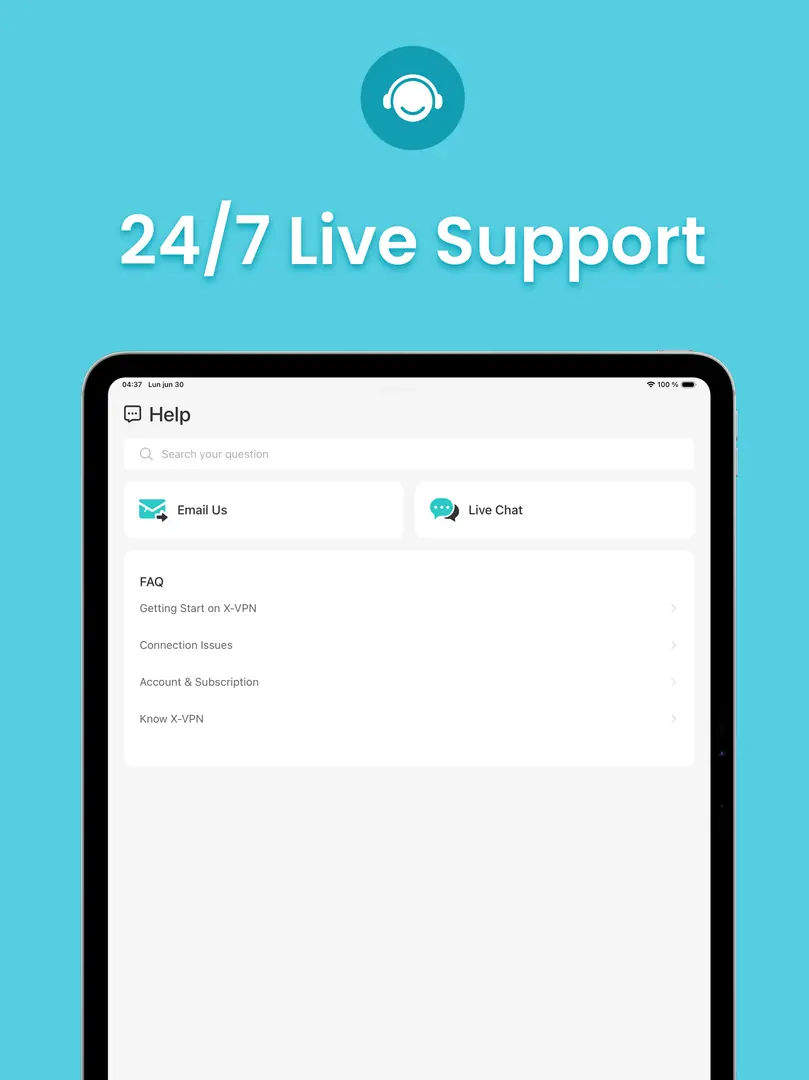 24/7 Live Support
04:37 Lun jun 30 100 %
Help
Search your question
Email Us Live Chat
FAQ
Getting Start on X-VPN
Connection Issues
Account & Subscription
Know X-VPN